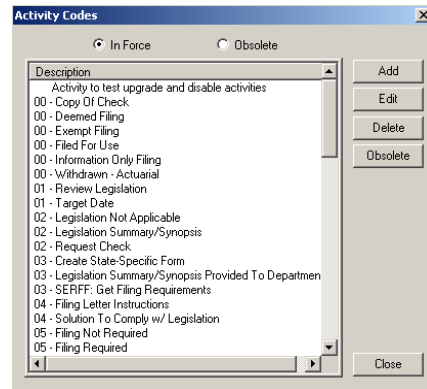 Activity Codes
In Force
Obsolete
Description
Activity to test upgrade and disable activities
00 - Copy Of Check
00 - Deemed Filing
00 - Exempt Filing
00 - Filed For Use
00 - Information Only Filing
00 - Withdrawn - Actuarial
01 - Review Legislation
01 - Target Date
02 - Legislation Not Applicable
02 - Legislation Summary/Synopsis
02 - Request Check
03 - Create State-Specific Form
03 - Legislation Summary/Synopsis Provided To Departmen
03 - SERFF: Get Filing Requirements
04 - Filing Letter Instructions
04 - Solution To Comply w/ Legislation
05 - Filing Not Required
05 - Filing Required
Add
Edit
Delete
Obsolete
Close